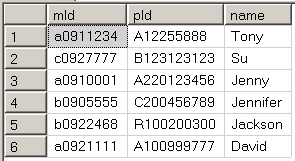 mId pId name
1 a0911234 A12255888 Tony
2 c0927777 B123123123 Su
3 a0910001 A220123456 Jenny
4 b0905555 C200456789 Jennifer
5 b0922468 R100200300 Jackson
6 a0921111 A100999777 David